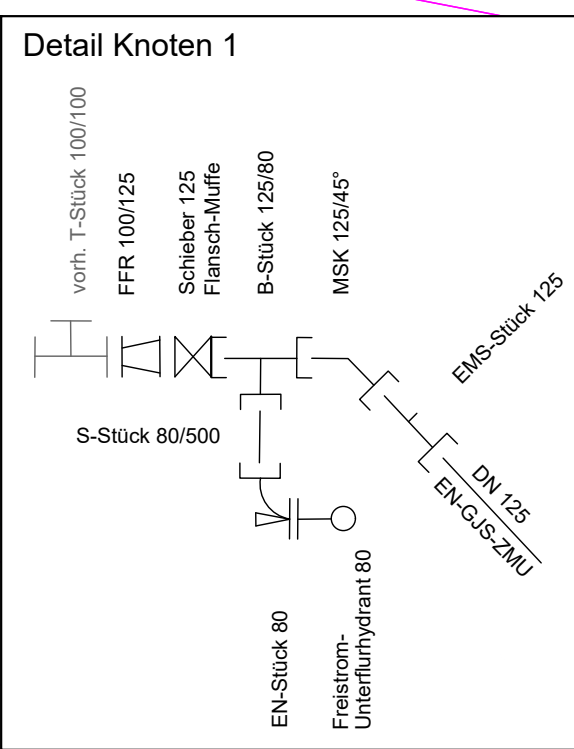 Detail Knoten 1
vorh. T-Stück 100/100
FFR 100/125
Schieber 125
Flansch-Muffe
B-Stück 125/80
MSK 125/45°
EMS-Stück 125
S-Stück 80/500
DN 125
EN-GJS-ZMU
EN-Stück 80
Freistrom-
Unterflurhydrant 80